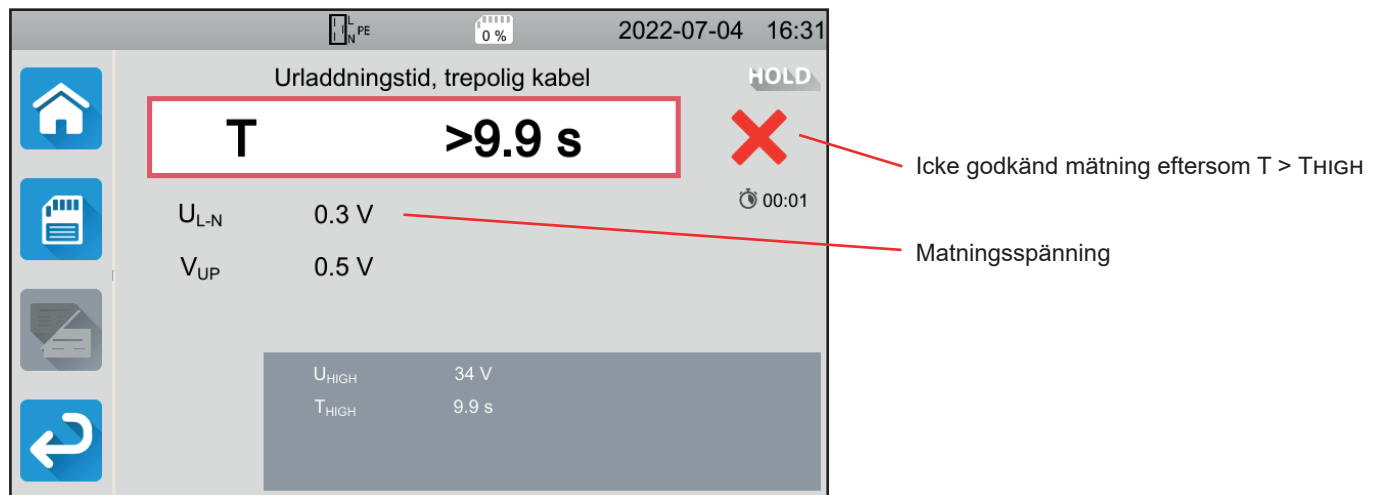 L N PE 0 % 2022-07-04 16:31
Urladdningstid, trepolig kabel HOLD
T >9.9 s
Icke godkänd mätning eftersom T > THIGH
00:01
UL-N 0.3 V
Matningsspänning
VUP 0.5 V
UHIGH 34 V
THIGH 9.9 s